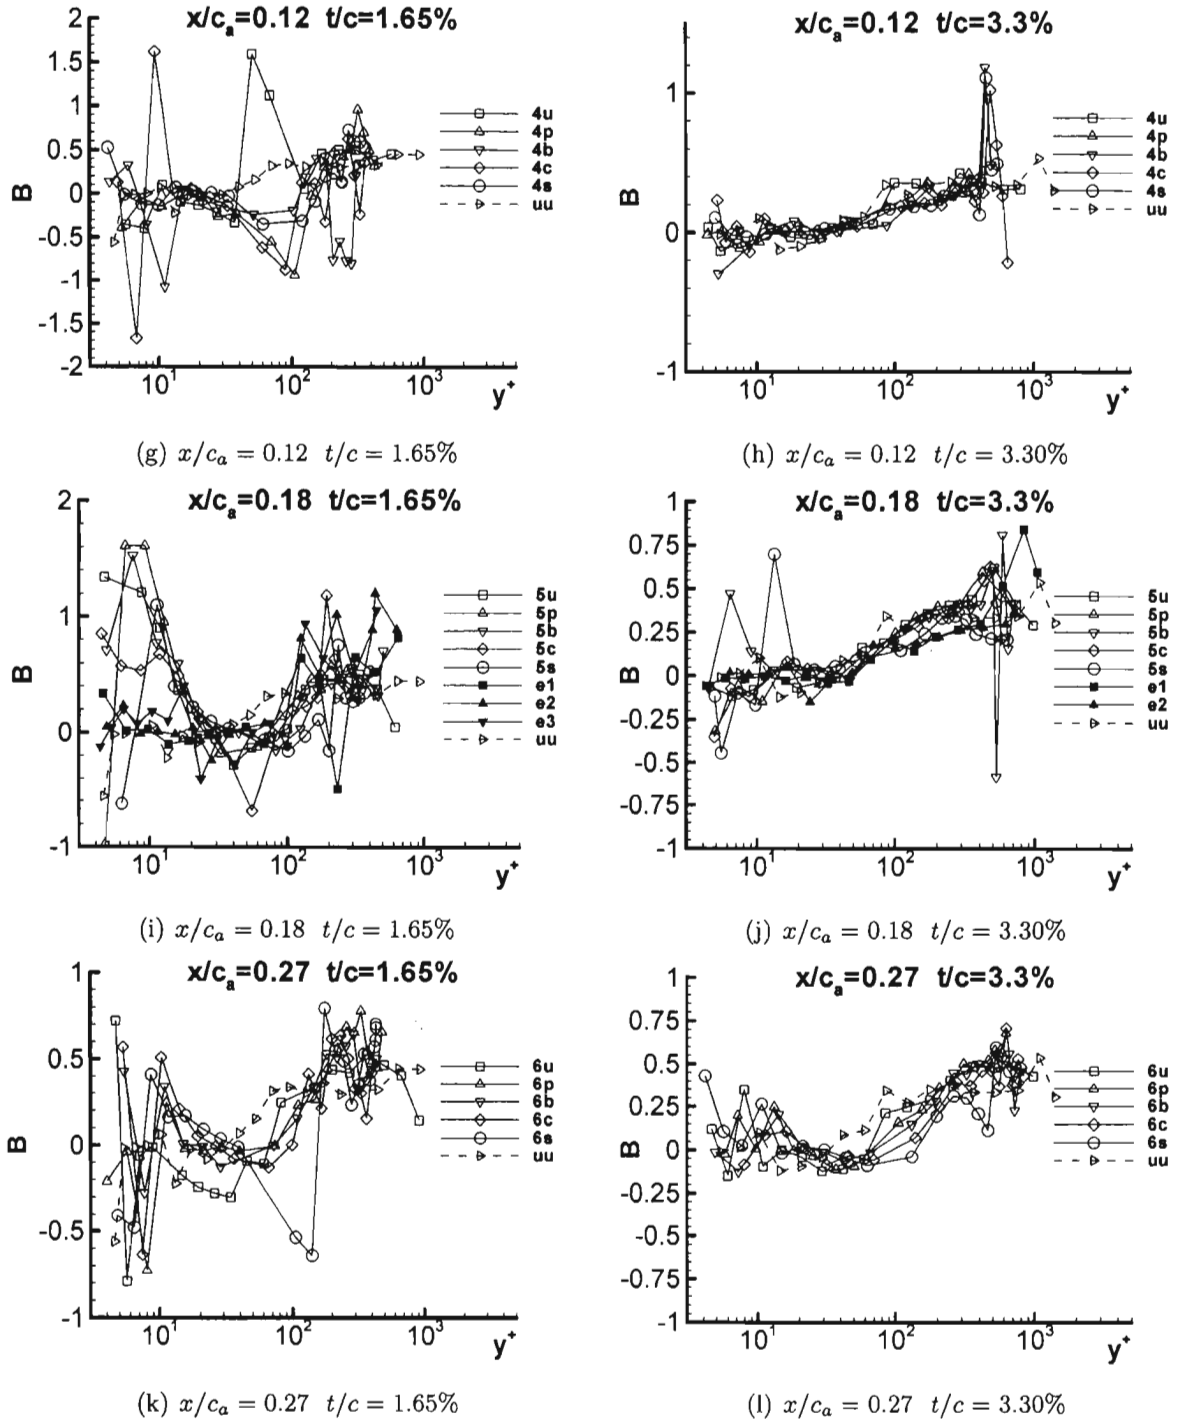 x/ca=0.12 t/c=1.65%
2
1.5
1
0.5
0
-0.5
-1
-1.5
-2
B
10¹
10²
10³
y⁺
4u
4p
4b
4c
4s
uu
(g) x/cₐ = 0.12 t/c = 1.65%
x/ca=0.12 t/c=3.3%
1
0
-1
B
10¹
10²
10³
y⁺
4u
4p
4b
4c
4s
uu
(h) x/cₐ = 0.12 t/c = 3.30%
x/ca=0.18 t/c=1.65%
2
1
0
-1
B
10¹
10²
10³
y⁺
5u
5p
5b
5c
5s
e1
e2
e3
uu
(i) x/cₐ = 0.18 t/c = 1.65%
x/ca=0.18 t/c=3.3%
1
0.75
0.5
0.25
0
-0.25
-0.5
-0.75
-1
B
10¹
10²
10³
y⁺
5u
5p
5b
5c
5s
e1
e2
uu
(j) x/cₐ = 0.18 t/c = 3.30%
x/ca=0.27 t/c=1.65%
1
0.5
0
-0.5
-1
B
10¹
10²
10³
y⁺
6u
6p
6b
6c
6s
uu
(k) x/cₐ = 0.27 t/c = 1.65%
x/ca=0.27 t/c=3.3%
1
0.75
0.5
0.25
0
-0.25
-0.5
-0.75
-1
B
10¹
10²
10³
y⁺
6u
6p
6b
6c
6s
uu
(l) x/cₐ = 0.27 t/c = 3.30%